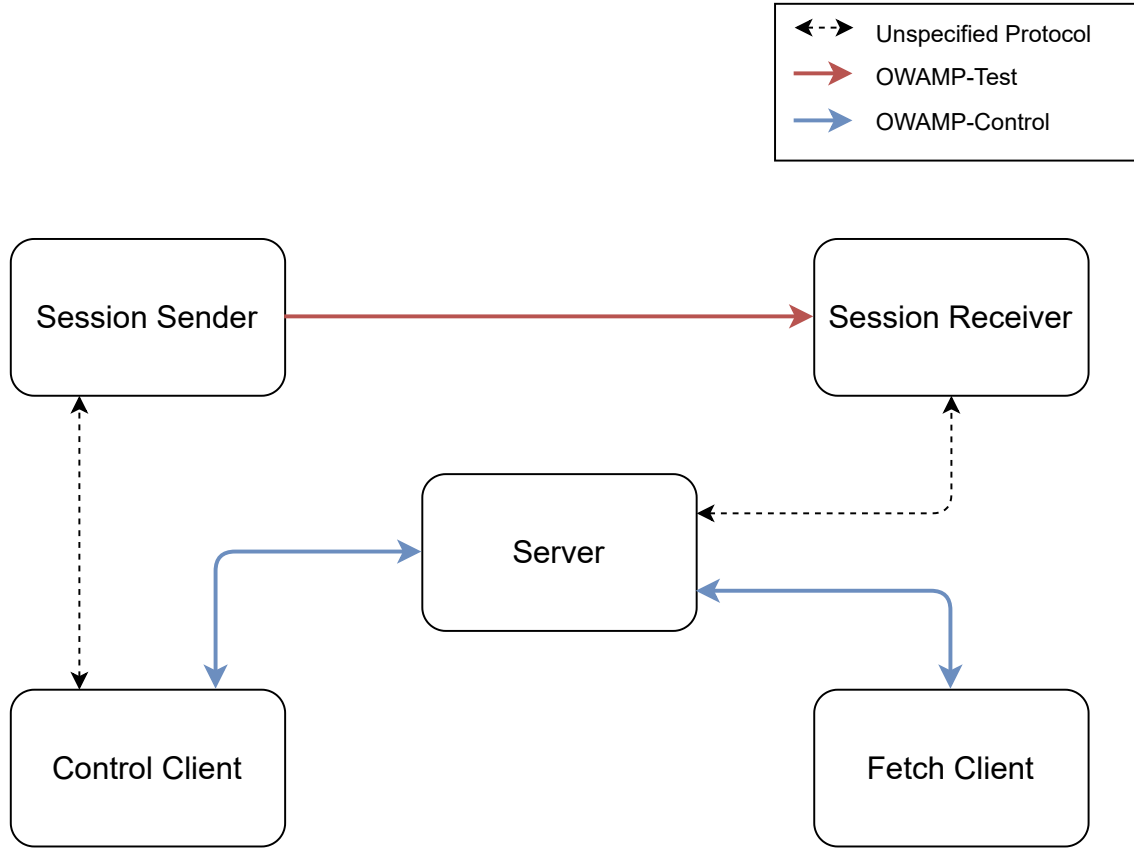 Unspecified Protocol
OWAMP-Test
OWAMP-Control
Session Sender
Session Receiver
Server
Control Client
Fetch Client